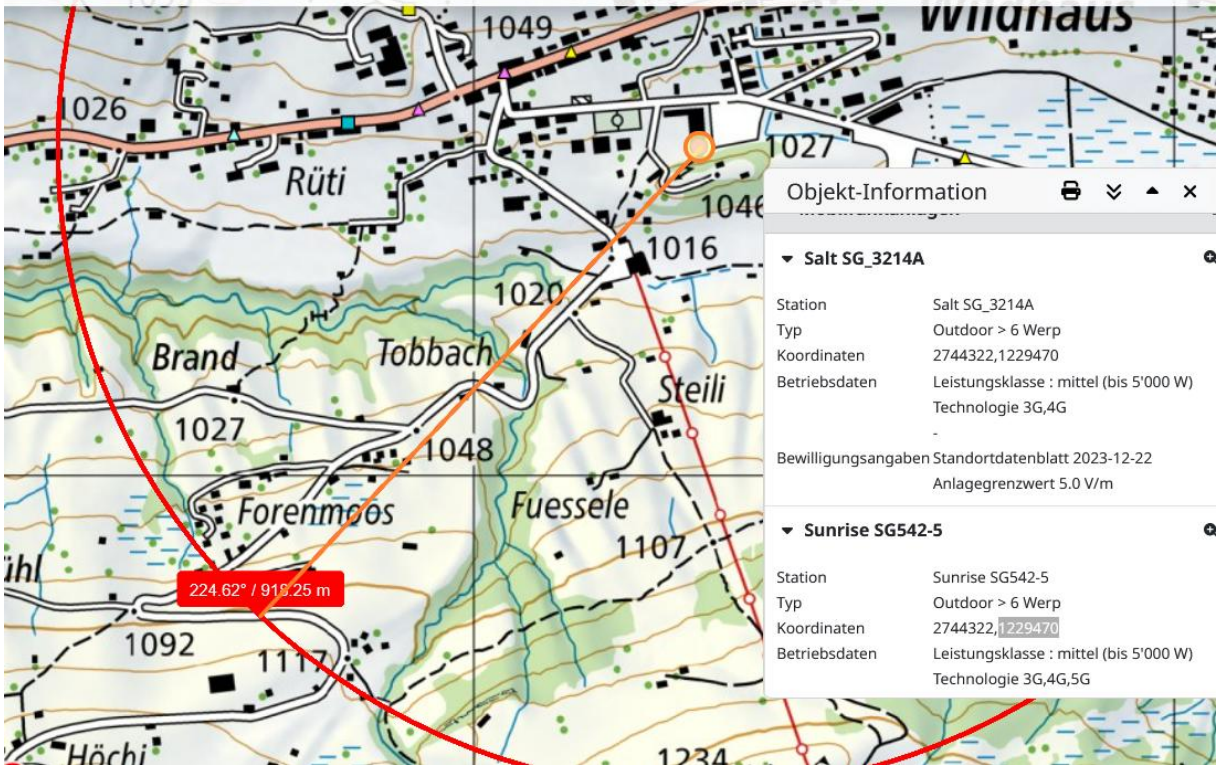 Wildhaus
1049
1026
1027
Rüti
Objekt-Information
1046
1016
Salt SG_3214A
1020
Station Salt SG_3214A
Typ Outdoor > 6 Werp
Koordinaten 2744322,1229470
Brand
Tobbach
Betriebsdaten Leistungsklasse : mittel (bis 5'000 W)
Steili
Technologie 3G,4G
1027
-
1048
Bewilligungsangaben Standortdatenblatt 2023-12-22
Anlagegrenzwert 5.0 V/m
Forenmoos
Fuessele
Sunrise SG542-5
1107
ühl
Station Sunrise SG542-5
224.62° / 918.25 m
Typ Outdoor > 6 Werp
Koordinaten 2744322,1229470
1092
Betriebsdaten Leistungsklasse : mittel (bis 5'000 W)
1117
Technologie 3G,4G,5G
Höchi
1234